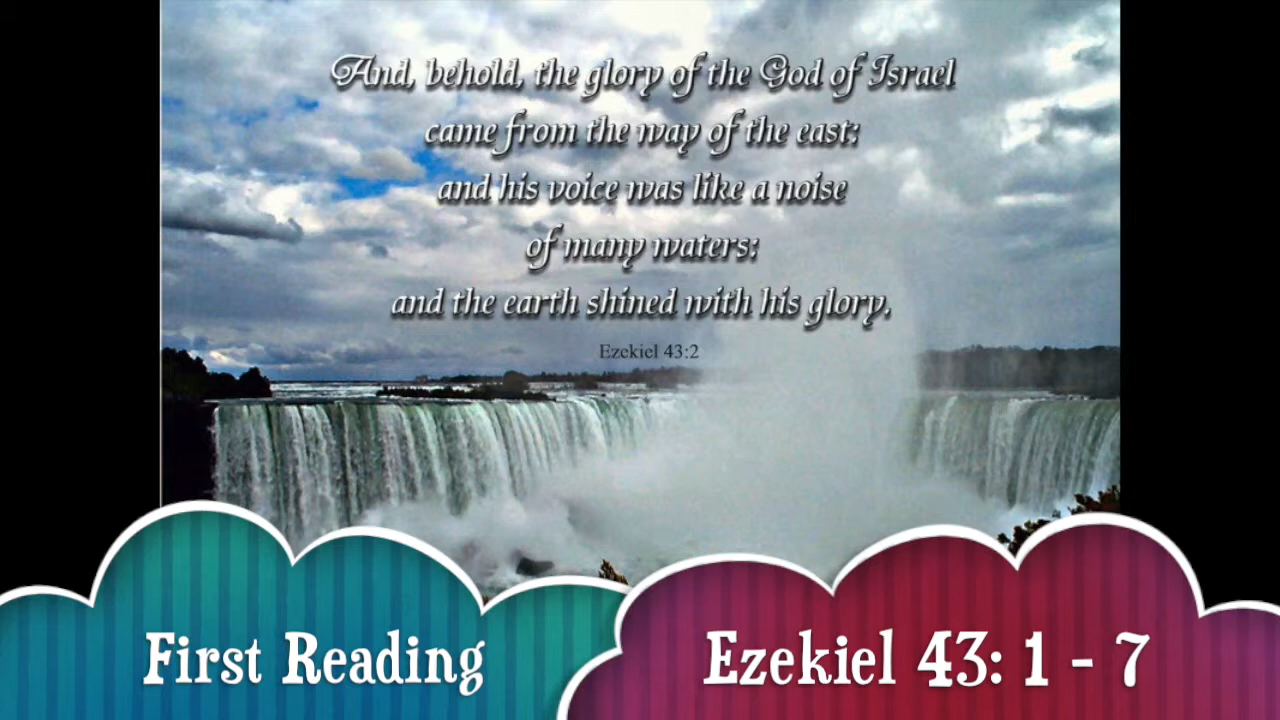 And, behold, the glory of the God of Israel
came from the way of the east:
and his voice was like a noise
of many waters:
and the earth shined with his glory.
Ezekiel 43:2
First Reading
Ezekiel 43: 1 - 7